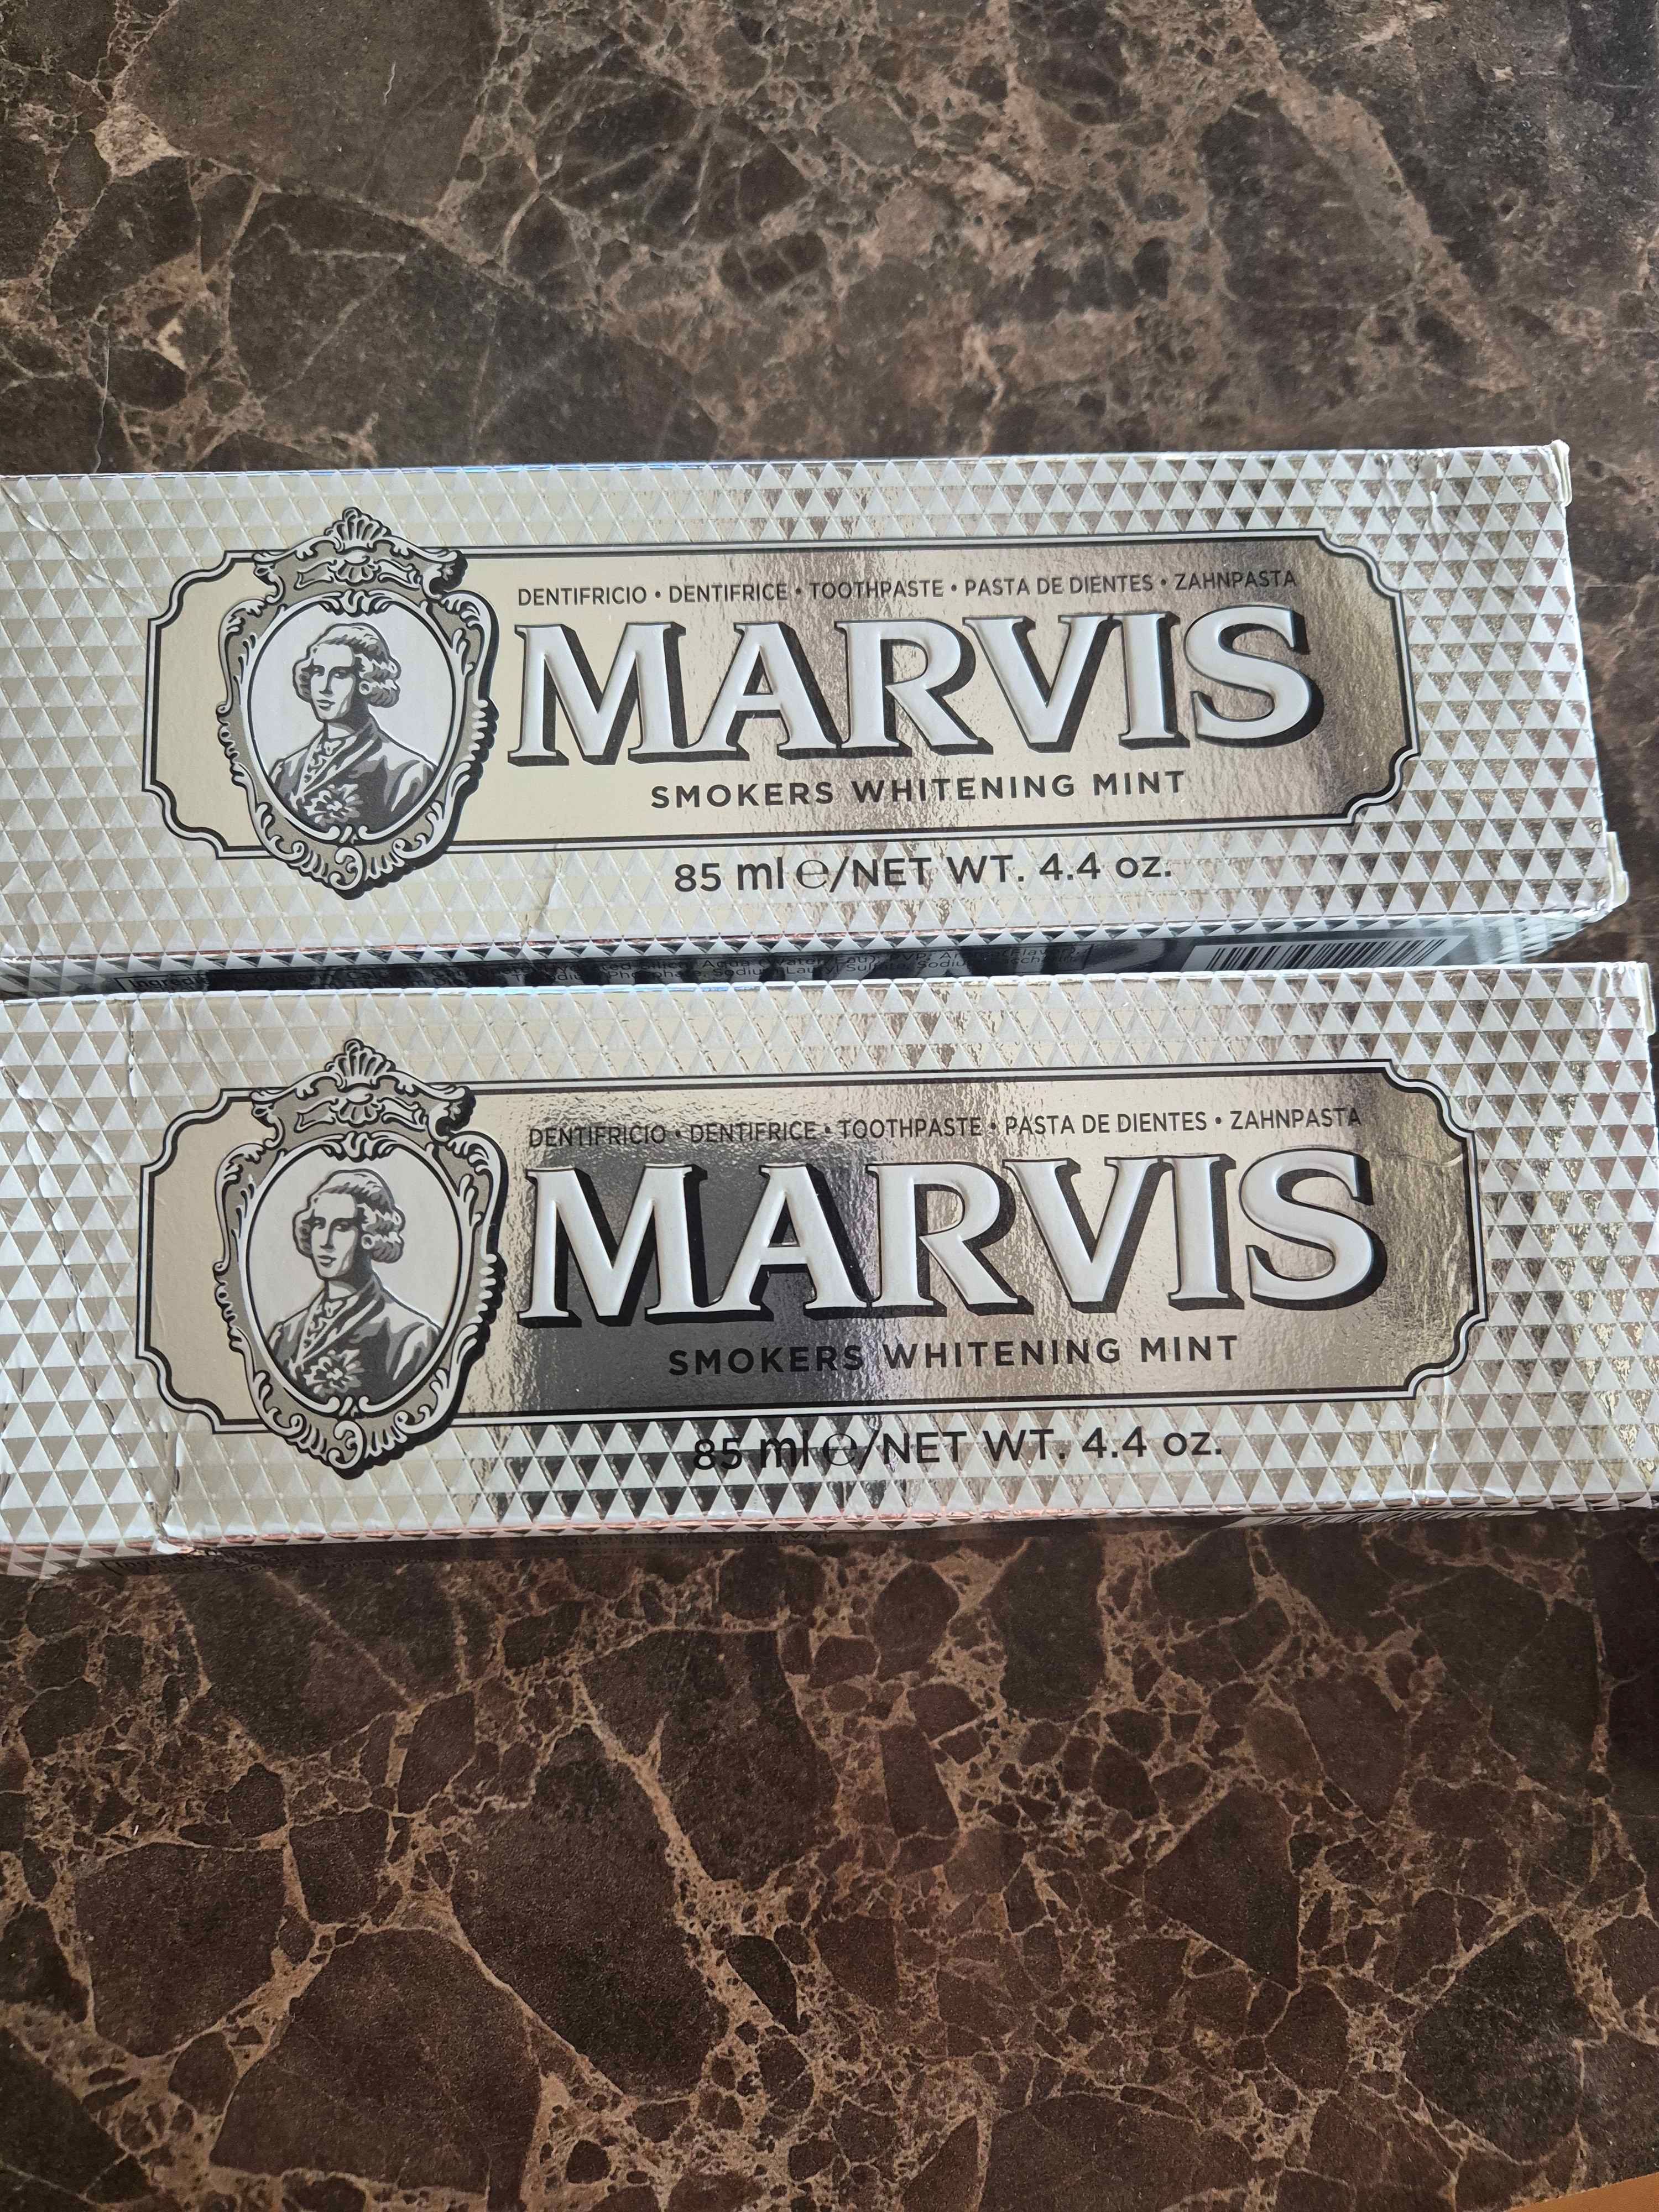 DENTIFRICIO • DENTIFRICE • TOOTHPASTE • PASTA DE DIENTES • ZAHNPASTA
MARVIS
SMOKERS WHITENING MINT
85 ml ℮/NET WT. 4.4 oz.
DENTIFRICIO • DENTIFRICE • TOOTHPASTE • PASTA DE DIENTES • ZAHNPASTA
MARVIS
SMOKERS WHITENING MINT
85 ml ℮/NET WT. 4.4 oz.